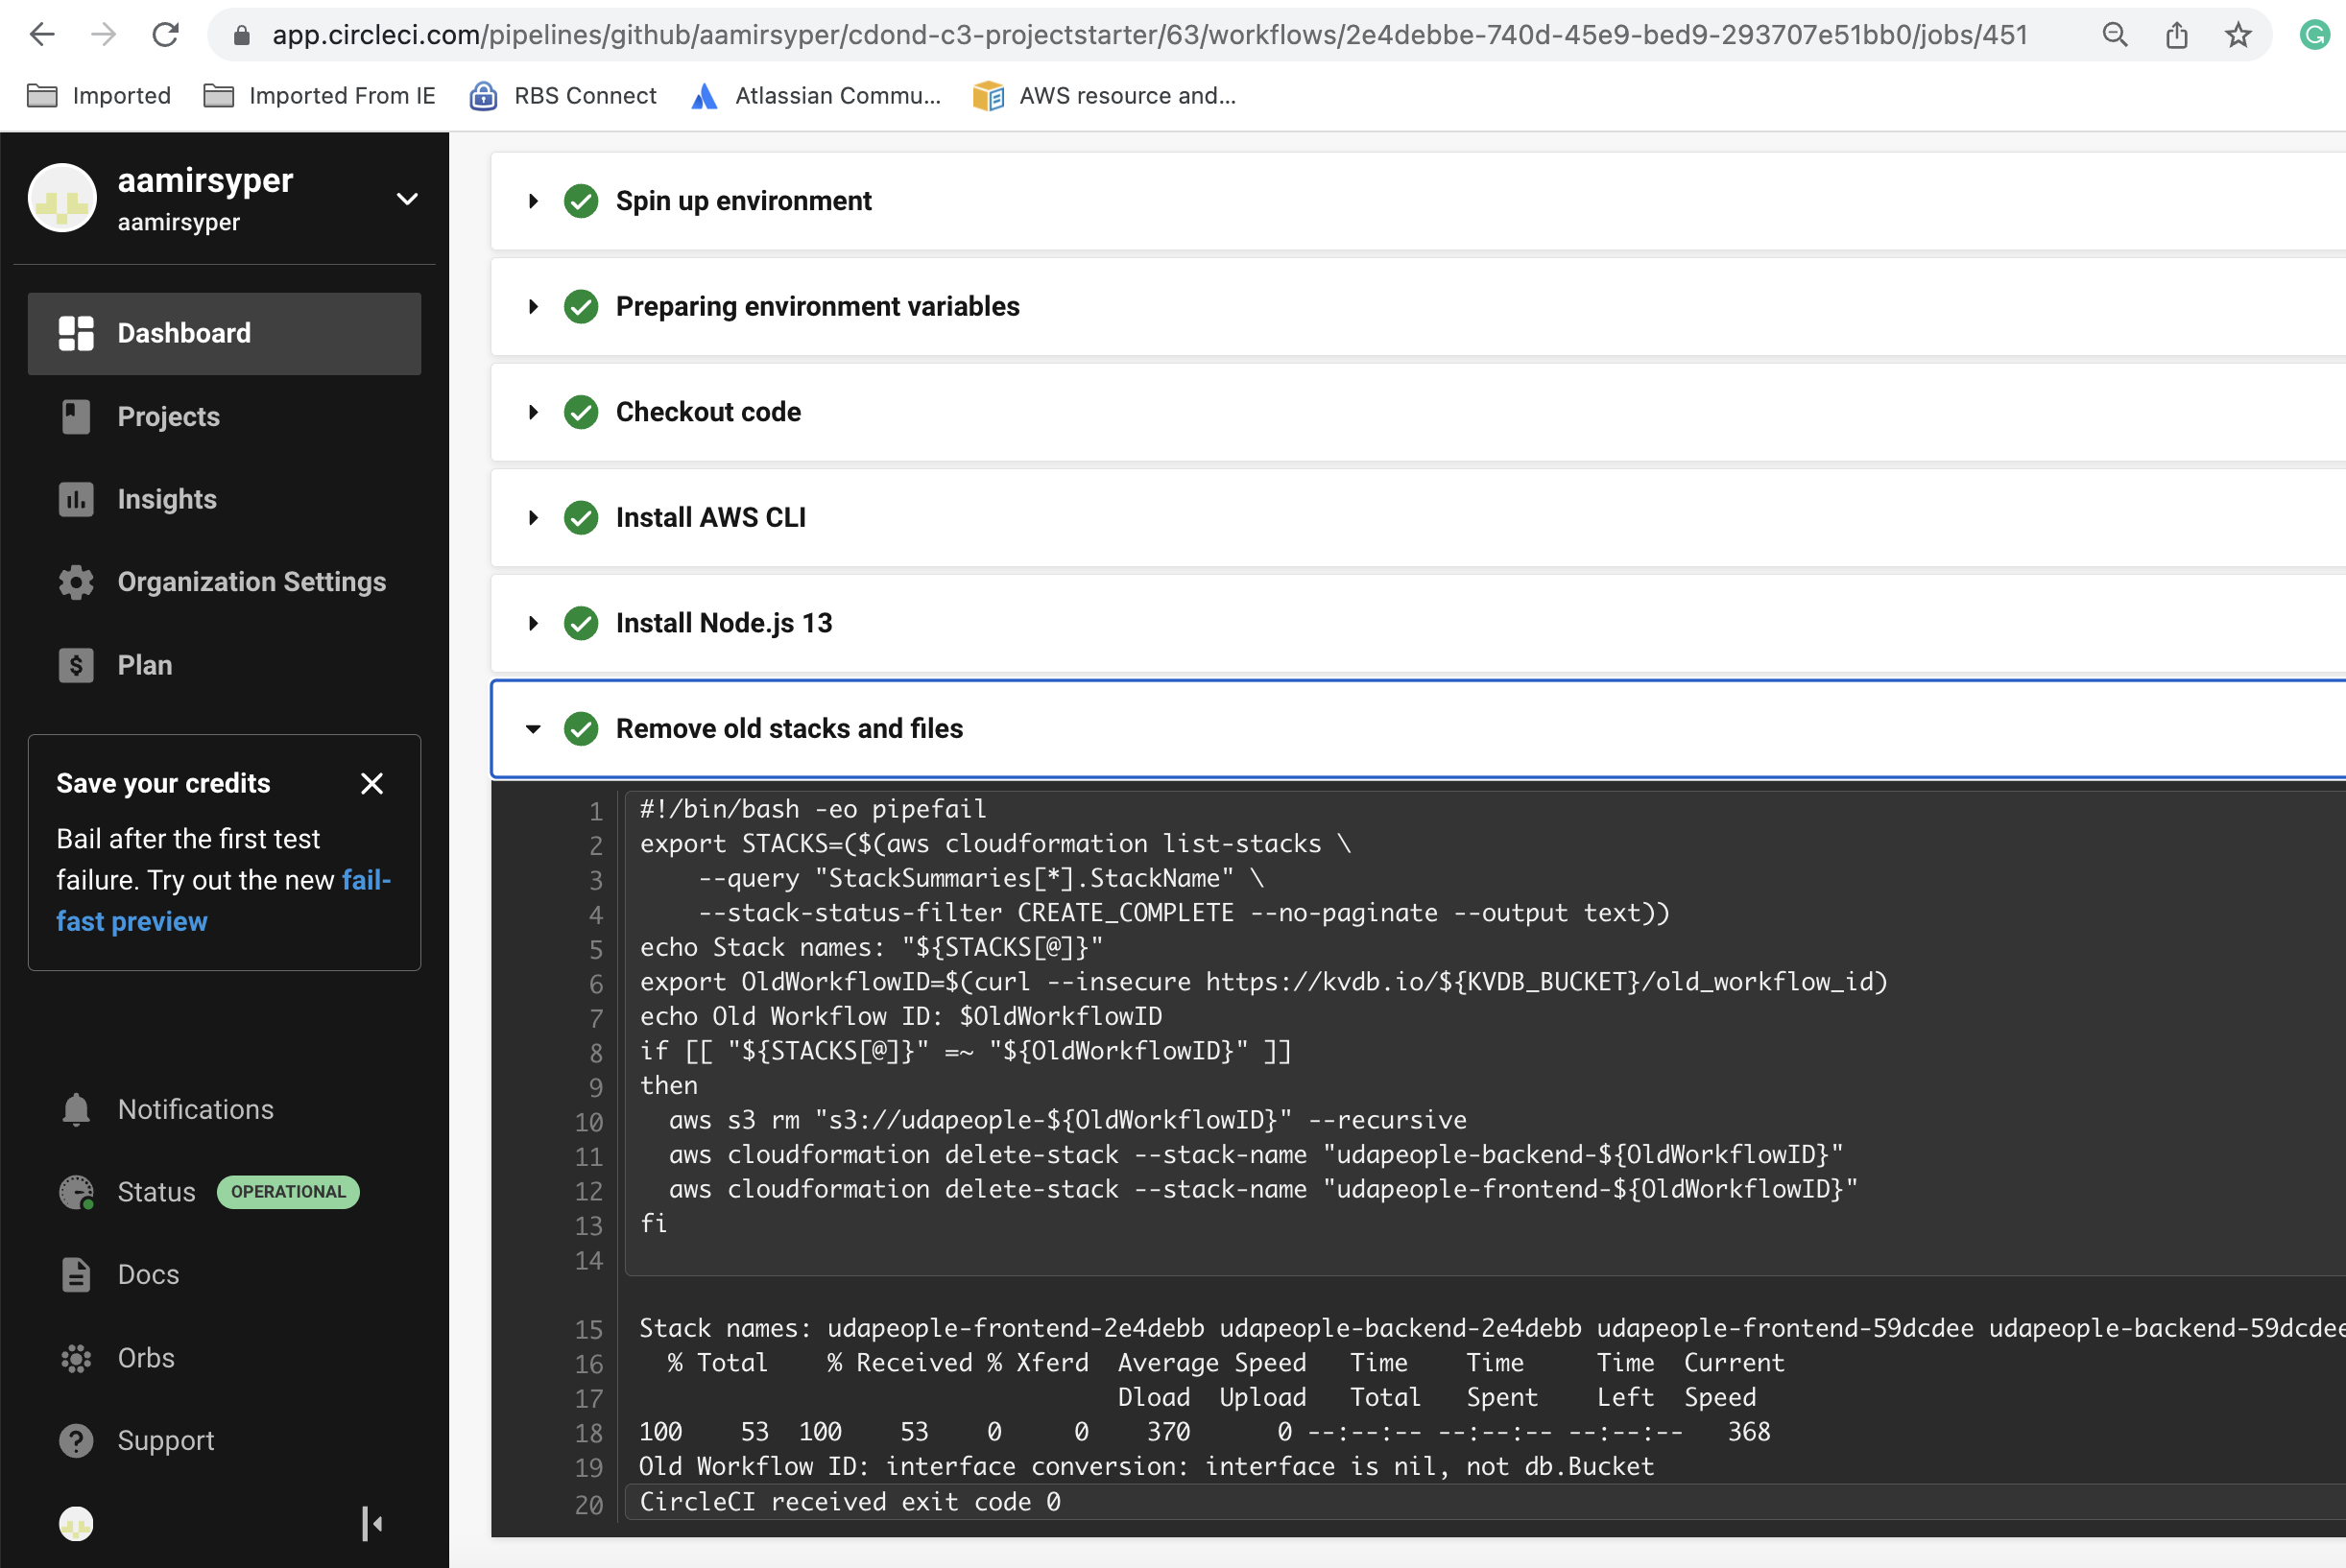 app.circleci.com/pipelines/github/aamirsyper/cdond-c3-projectstarter/63/workflows/2e4debbe-740d-45e9-bed9-293707e51bb0/jobs/451
Imported
Imported From IE
RBS Connect
Atlassian Commu...
AWS resource and...
aamirsyper
aamirsyper
Dashboard
Projects
Insights
Organization Settings
Plan
Save your credits
Bail after the first test
failure. Try out the new fail-
fast preview
Notifications
Status OPERATIONAL
Docs
Orbs
Support
Spin up environment
Preparing environment variables
Checkout code
Install AWS CLI
Install Node.js 13
Remove old stacks and files
1 #!/bin/bash -eo pipefail
2 export STACKS=($(aws cloudformation list-stacks \
3     --query "StackSummaries[*].StackName" \
4     --stack-status-filter CREATE_COMPLETE --no-paginate --output text))
5 echo Stack names: "${STACKS[@]}"
6 export OldWorkflowID=$(curl --insecure https://kvdb.io/${KVDB_BUCKET}/old_workflow_id)
7 echo Old Workflow ID: $OldWorkflowID
8 if [[ "${STACKS[@]}" =~ "${OldWorkflowID}" ]]
9 then
10   aws s3 rm "s3://udapeople-${OldWorkflowID}" --recursive
11   aws cloudformation delete-stack --stack-name "udapeople-backend-${OldWorkflowID}"
12   aws cloudformation delete-stack --stack-name "udapeople-frontend-${OldWorkflowID}"
13 fi
14
15 Stack names: udapeople-frontend-2e4debb udapeople-backend-2e4debb udapeople-frontend-59dcdee udapeople-backend-59dcdee
16   % Total    % Received % Xferd  Average Speed   Time    Time     Time  Current
17                                  Dload  Upload   Total   Spent    Left  Speed
18 100    53  100    53    0     0    370      0 --:--:-- --:--:-- --:--:--   368
19 Old Workflow ID: interface conversion: interface is nil, not db.Bucket
20 CircleCI received exit code 0